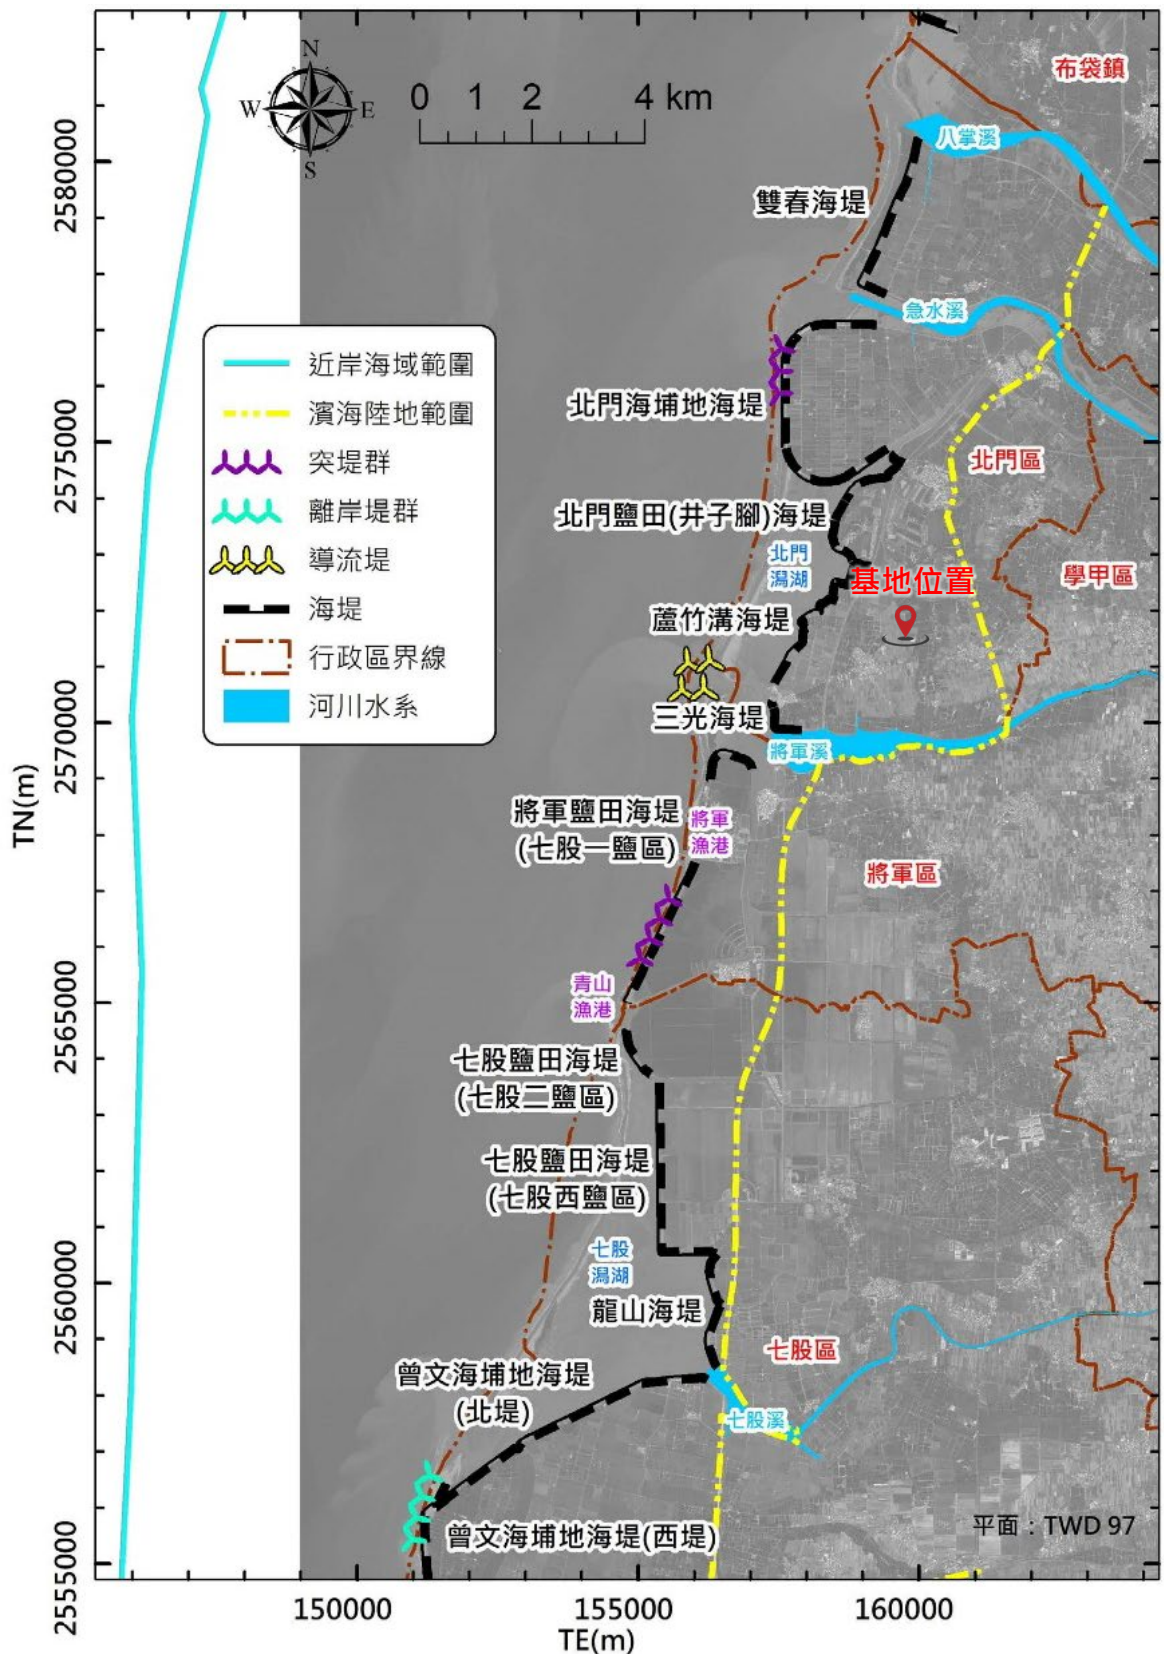 布袋鎮
N
W
E
S
0 1 2 4 km
八掌溪
雙春海堤
急水溪
近岸海域範圍
濱海陸地範圍
突堤群
離岸堤群
導流堤
海堤
行政區界線
河川水系
北門海埔地海堤
北門區
北門鹽田(井子腳)海堤
北門
潟湖
基地位置
學甲區
蘆竹溝海堤
三光海堤
將軍溪
將軍鹽田海堤
(七股一鹽區)
將軍
漁港
將軍區
青山
漁港
七股鹽田海堤
(七股二鹽區)
七股鹽田海堤
(七股西鹽區)
七股
潟湖
龍山海堤
七股區
曾文海埔地海堤
(北堤)
七股溪
曾文海埔地海堤(西堤)
平面：TWD 97
2580000
2575000
2570000
2565000
2560000
2555000
TN(m)
150000
155000
160000
TE(m)